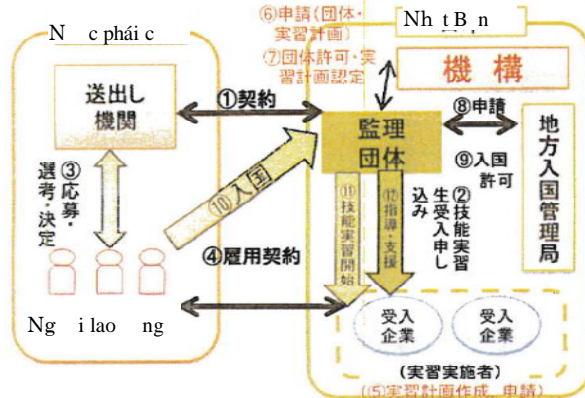 N c phái c
送出し
機関
①契約
③応募・
選考・決定
⑩入国
④雇用契約
Ng i lao ng
⑥申請(団体・
実習計画)
⑦団体許可・実
習計画認定
Nh t B n
機 構
監理
団体
⑧申請
⑨入国
許可
地方入国管理局
⑪技能実習開始
⑫指導・支援
②技能実習
生受入申し
込み
受入
企業
受入
企業
(実習実施者)
(⑤実習計画作成、申請)